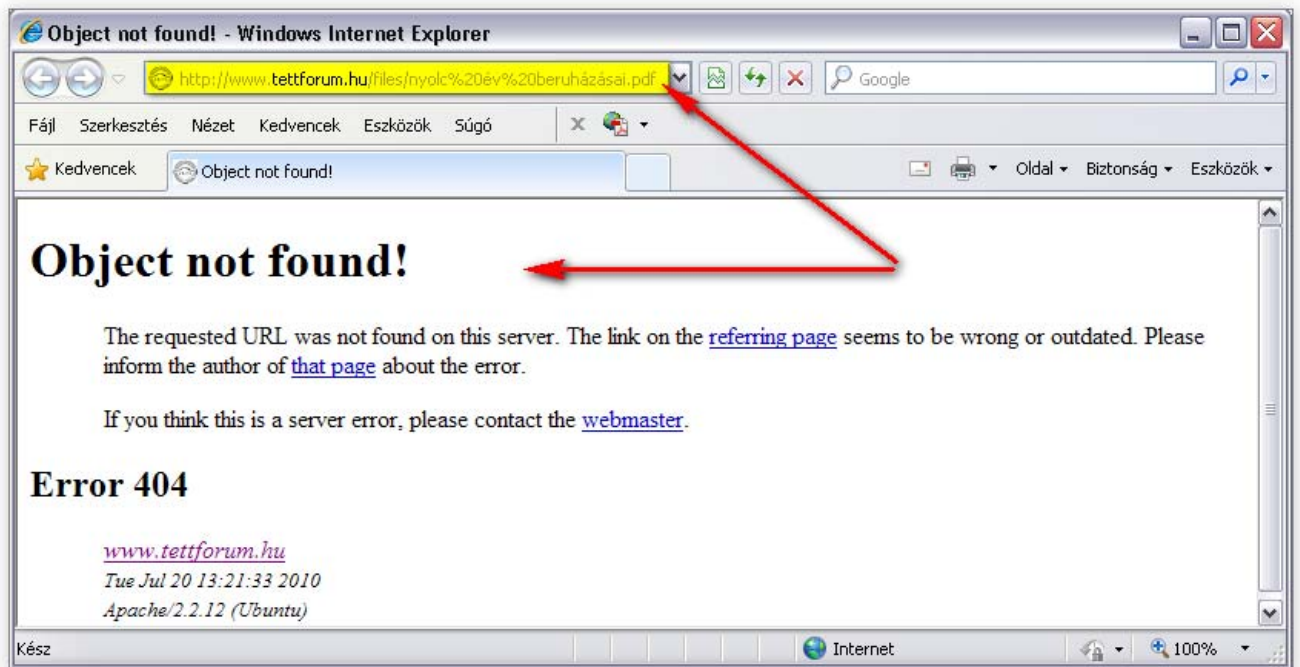 Object not found! - Windows Internet Explorer
http://www.tettforum.hu/files/nyolc%20év%20beruházásai.pdf
Google
Fájl Szerkesztés Nézet Kedvencek Eszközök Súgó
Kedvencek
Object not found!
Oldal Biztonság Eszközök
Object not found!
The requested URL was not found on this server. The link on the referring page seems to be wrong or outdated. Please
inform the author of that page about the error.
If you think this is a server error, please contact the webmaster.
Error 404
www.tettforum.hu
Tue Jul 20 13:21:33 2010
Apache/2.2.12 (Ubuntu)
Kész
Internet
100%